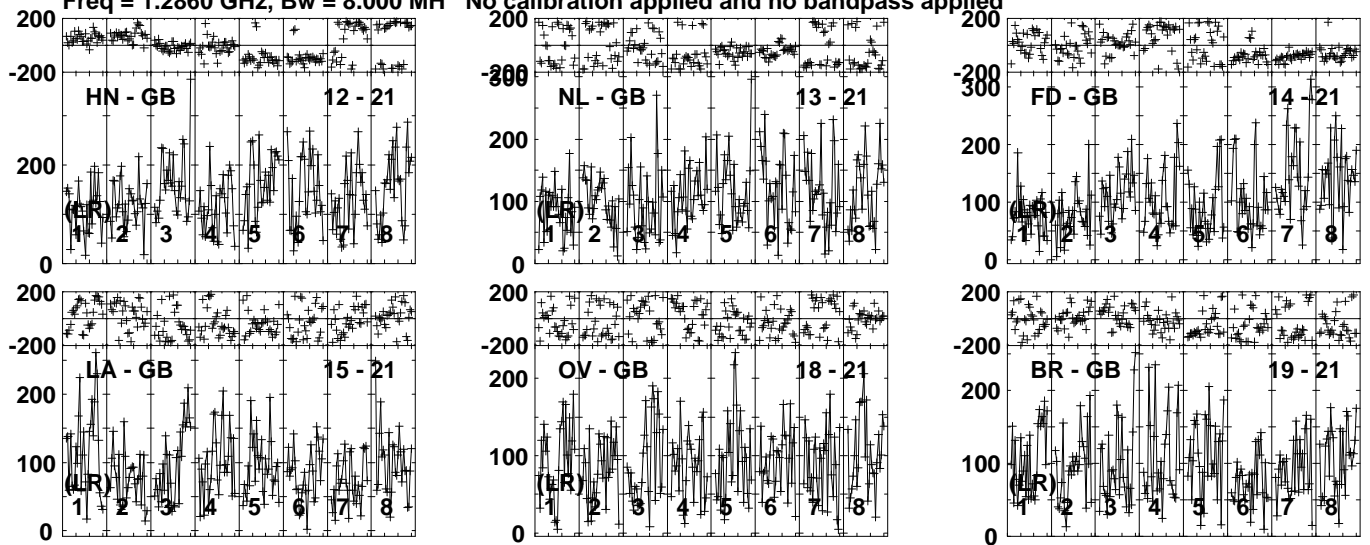 Freq = 1.2860 GHz, Bw = 8.000 MH No calibration applied and no bandpass applied
200 200 200
-200 -200 -200
300 300
HN - GB 12 - 21 NL - GB 13 - 21 FD - GB 14 - 21
200 200 200
100 100
(LR) (LR) (LR)
1 2 3 4 5 6 7 8 1 2 3 4 5 6 7 8 1 2 3 4 5 6 7 8
0 0 0
200 200 200
-200 -200 -200
LA - GB 15 - 21 OV - GB 18 - 21 BR - GB 19 - 21
200 200 200
100 100 100
(LR) (LR) (LR)
1 2 3 4 5 6 7 8 1 2 3 4 5 6 7 8 1 2 3 4 5 6 7 8
0 0 0